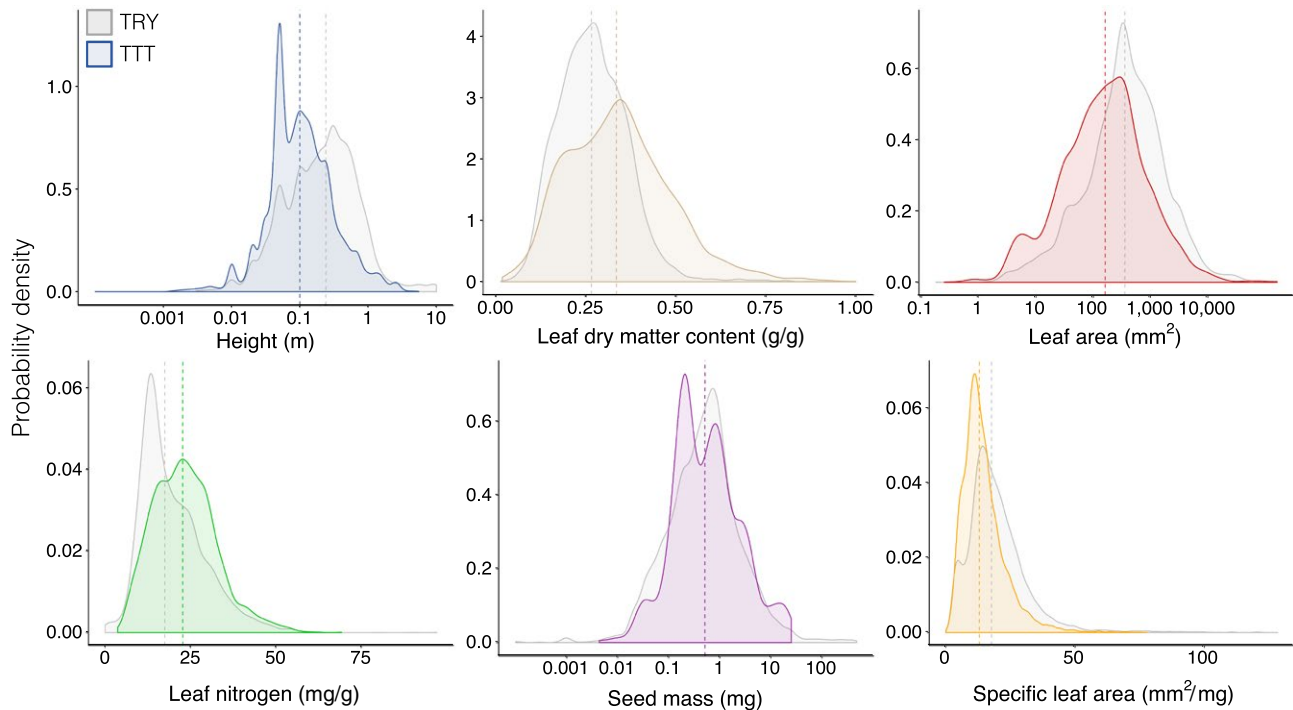 TRY
TTT
Probability density
1.0
0.5
0.0
0.001 0.01 0.1 1 10
Height (m)
4
3
2
1
0
0.00 0.25 0.50 0.75 1.00
Leaf dry matter content (g/g)
0.6
0.4
0.2
0.0
0.1 1 10 100 1,000 10,000
Leaf area (mm²)
0.06
0.04
0.02
0.00
0 25 50 75
Leaf nitrogen (mg/g)
0.6
0.4
0.2
0.0
0.001 0.01 0.1 1 10 100
Seed mass (mg)
0.06
0.04
0.02
0.00
0 50 100
Specific leaf area (mm²/mg)